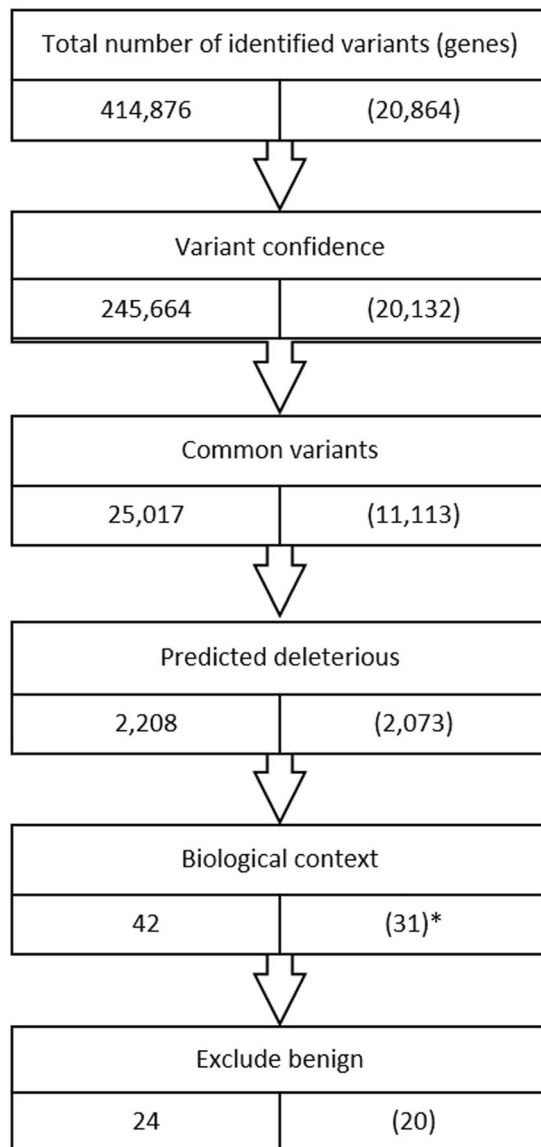 Total number of identified variants (genes)
414,876 (20,864)
Variant confidence
245,664 (20,132)
Common variants
25,017 (11,113)
Predicted deleterious
2,208 (2,073)
Biological context
42 (31)*
Exclude benign
24 (20)